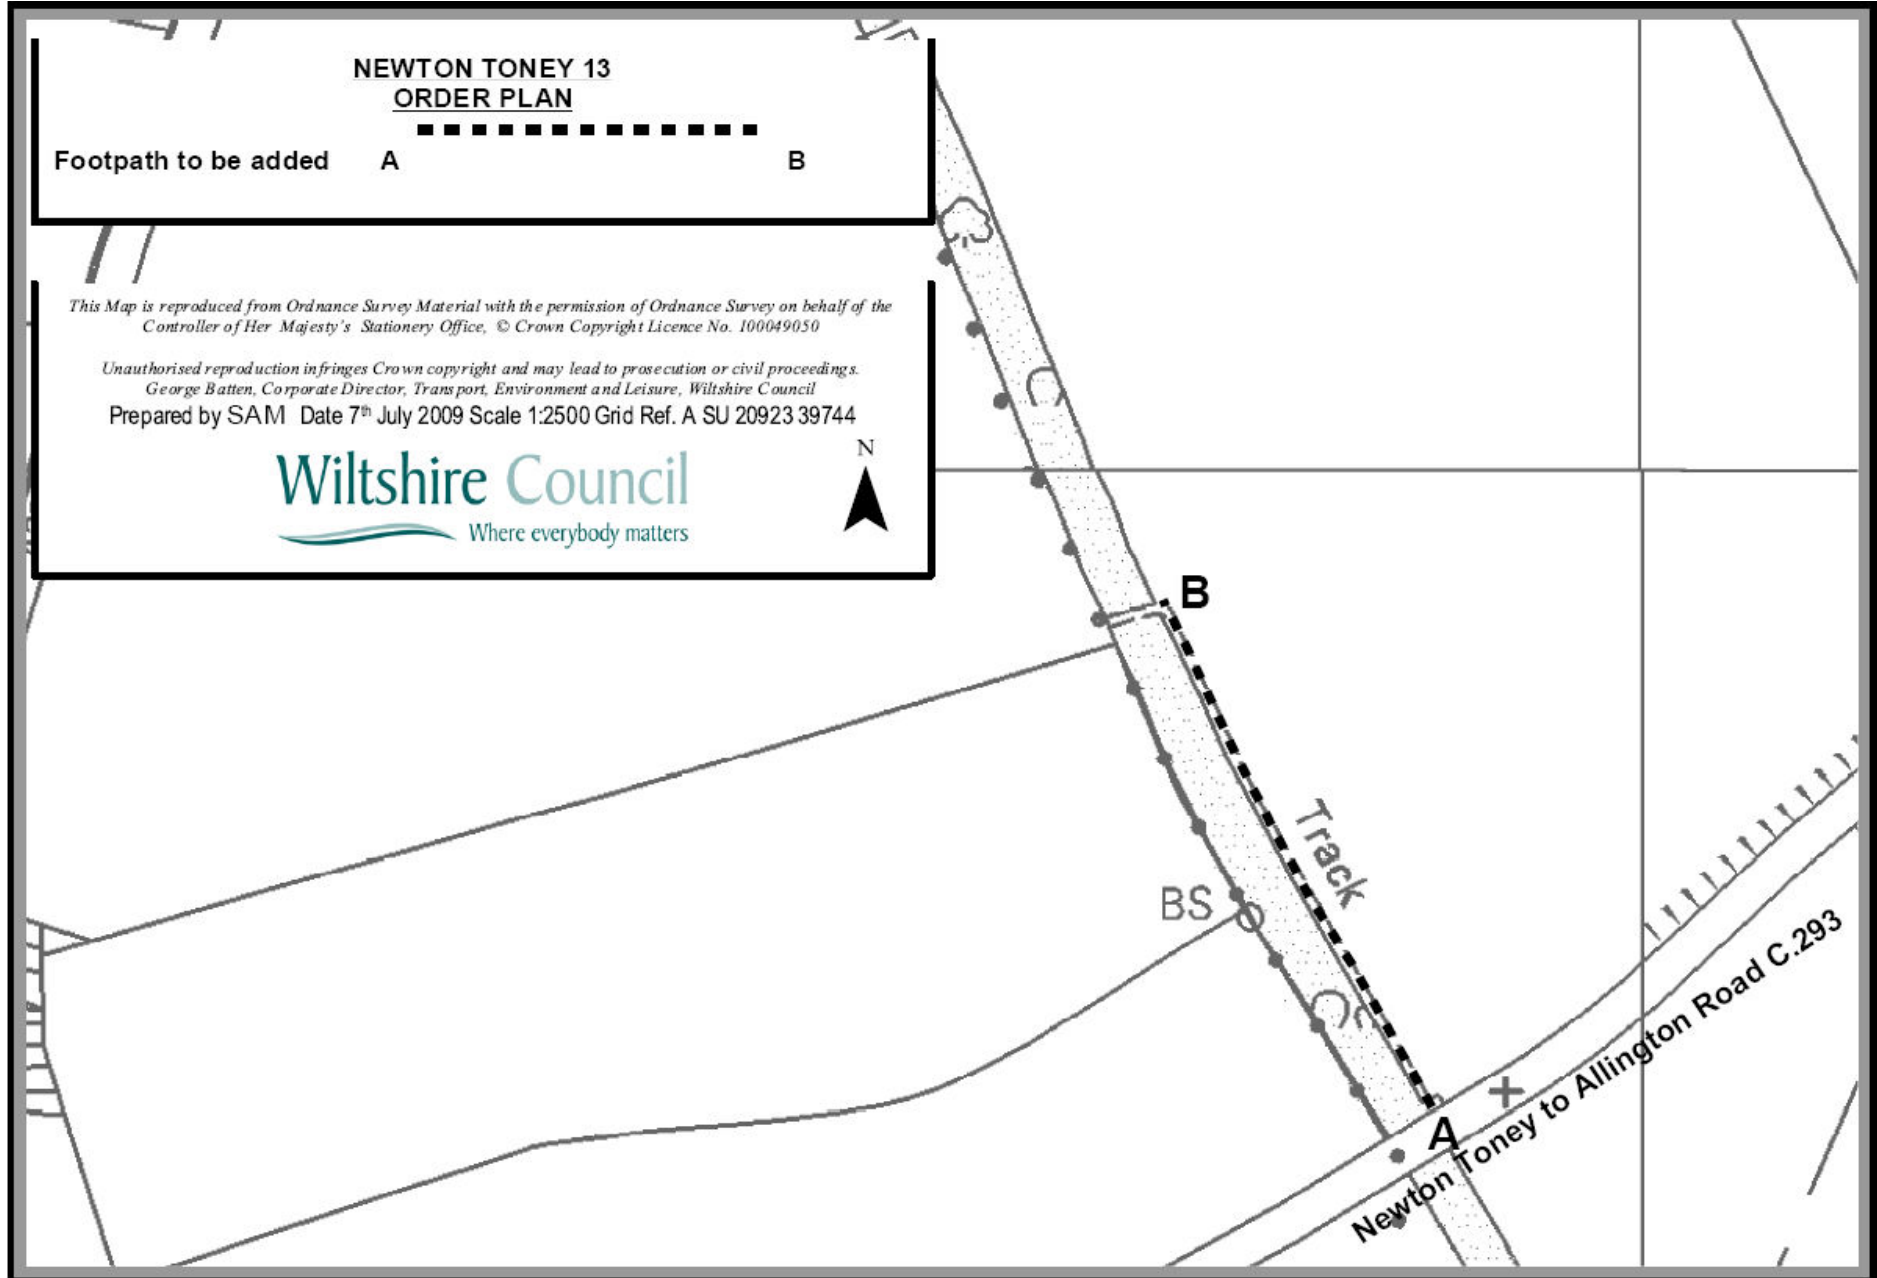 NEWTON TONEY 13
ORDER PLAN
Footpath to be added A B
This Map is reproduced from Ordnance Survey Material with the permission of Ordnance Survey on behalf of the
Controller of Her Majesty's Stationery Office, © Crown Copyright Licence No. 100049050
Unauthorised reproduction infringes Crown copyright and may lead to prosecution or civil proceedings.
George Batten, Corporate Director, Transport, Environment and Leisure, Wiltshire Council
Prepared by SAM Date 7th July 2009 Scale 1:2500 Grid Ref. A SU 20923 39744
N
Wiltshire Council
Where everybody matters
B
Track
BS
A
Newton Toney to Allington Road C.293